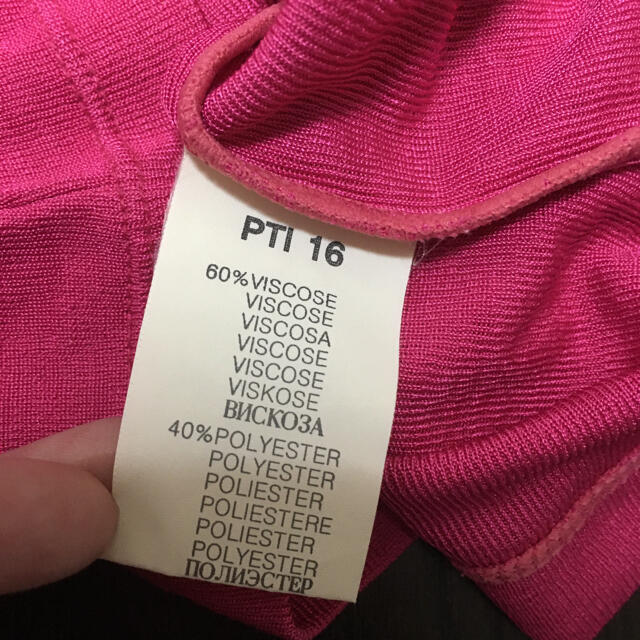 PTI 16
60%VISCOSE
VISCOSE
VISCOSA
VISCOSE
VISCOSE
VISKOSE
ВИСКОЗА
40%POLYESTER
POLYESTER
POLIESTER
POLIESTERE
POLIESTER
POLYESTER
ПОЛИЭСТЕР